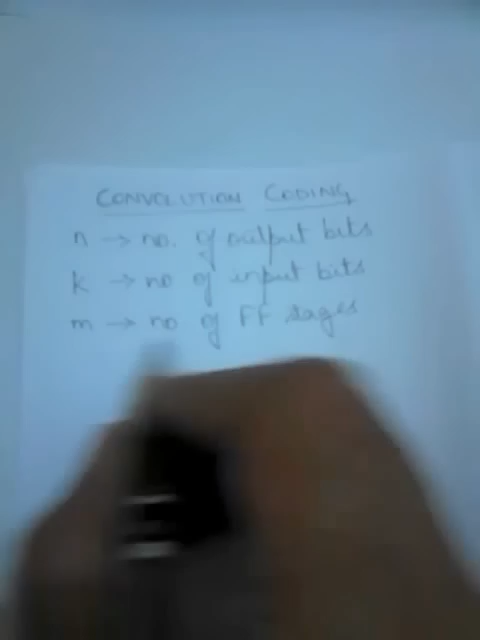 CONVOLUTION CODING
n → no. of output bits
k → no of input bits
m → no of FF stages